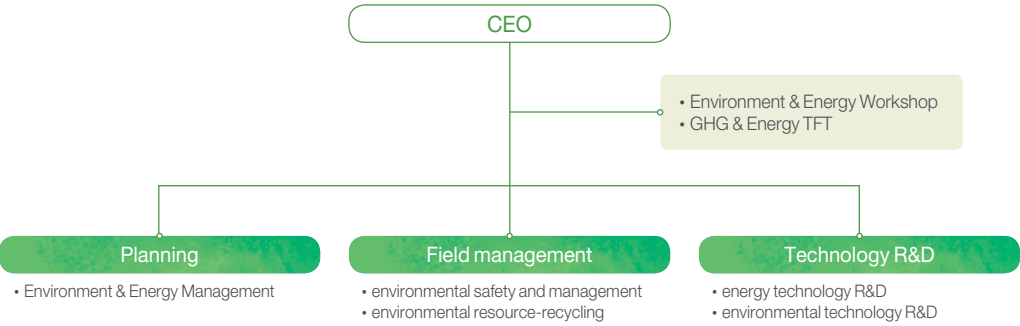 CEO
• Environment & Energy Workshop
• GHG & Energy TFT
Planning
• Environment & Energy Management
Field management
• environmental safety and management
• environmental resource-recycling
Technology R&D
• energy technology R&D
• environmental technology R&D